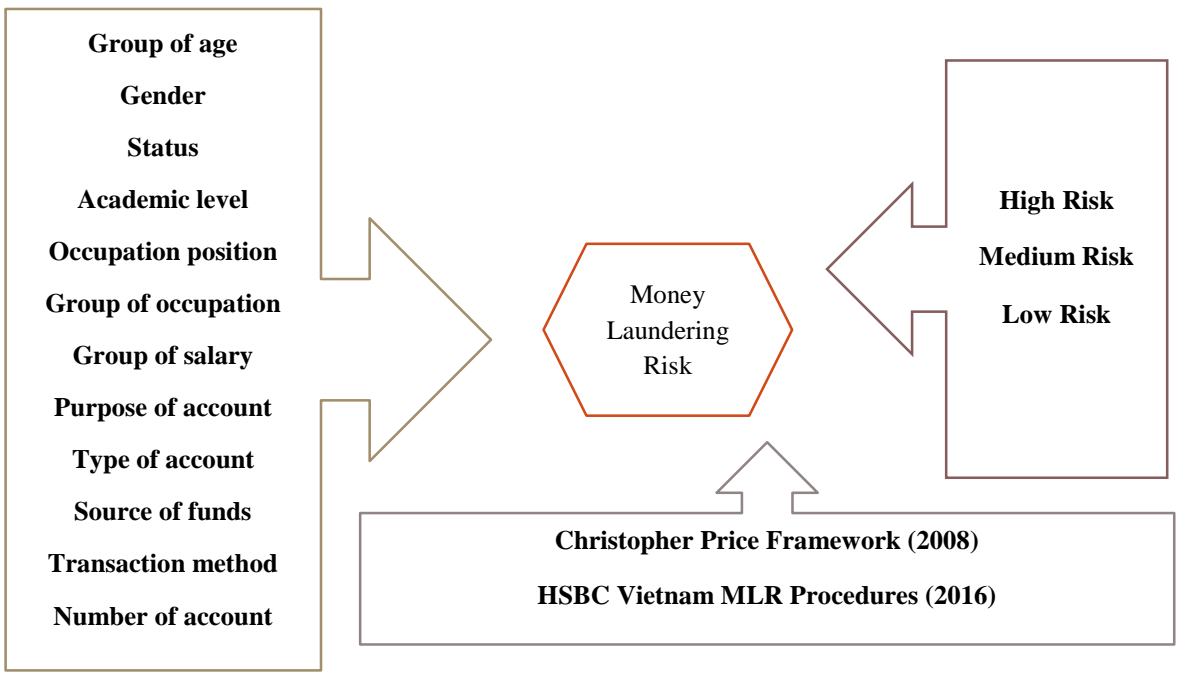 Group of age
Gender
Status
Academic level
Occupation position
Group of occupation
Group of salary
Purpose of account
Type of account
Source of funds
Transaction method
Number of account
Money
Laundering
Risk
High Risk
Medium Risk
Low Risk
Christopher Price Framework (2008)
HSBC Vietnam MLR Procedures (2016)